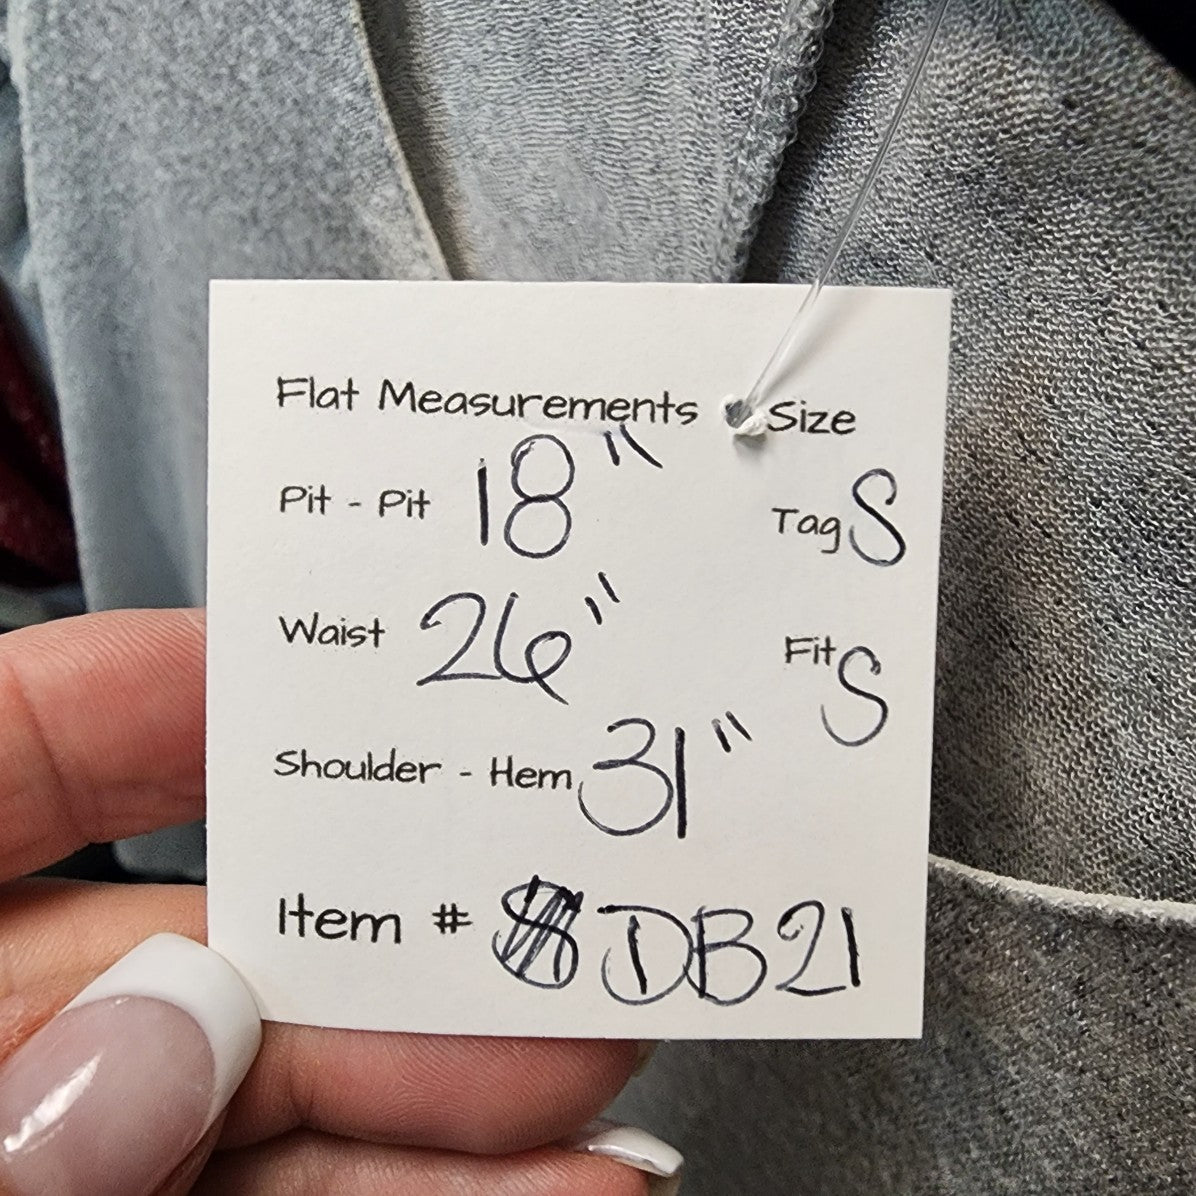 Flat Measurements Size
Pit - Pit 18" Tag S
Waist 26" Fit S
Shoulder - Hem 31"
Item # DB21